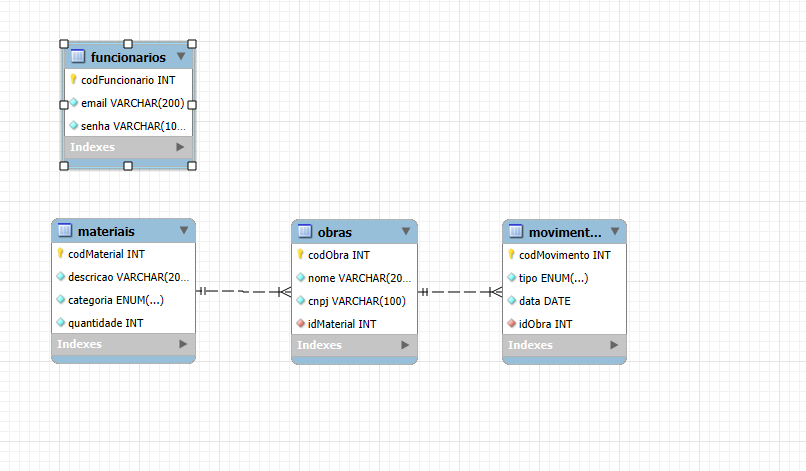 funcionarios
codFuncionario INT
email VARCHAR(200)
senha VARCHAR(10...
Indexes
materiais
codMaterial INT
descricao VARCHAR(20...
categoria ENUM(...)
quantidade INT
Indexes
obras
codObra INT
nome VARCHAR(20...
cnpj VARCHAR(100)
idMaterial INT
Indexes
moviment...
codMovimento INT
tipo ENUM(...)
data DATE
idObra INT
Indexes